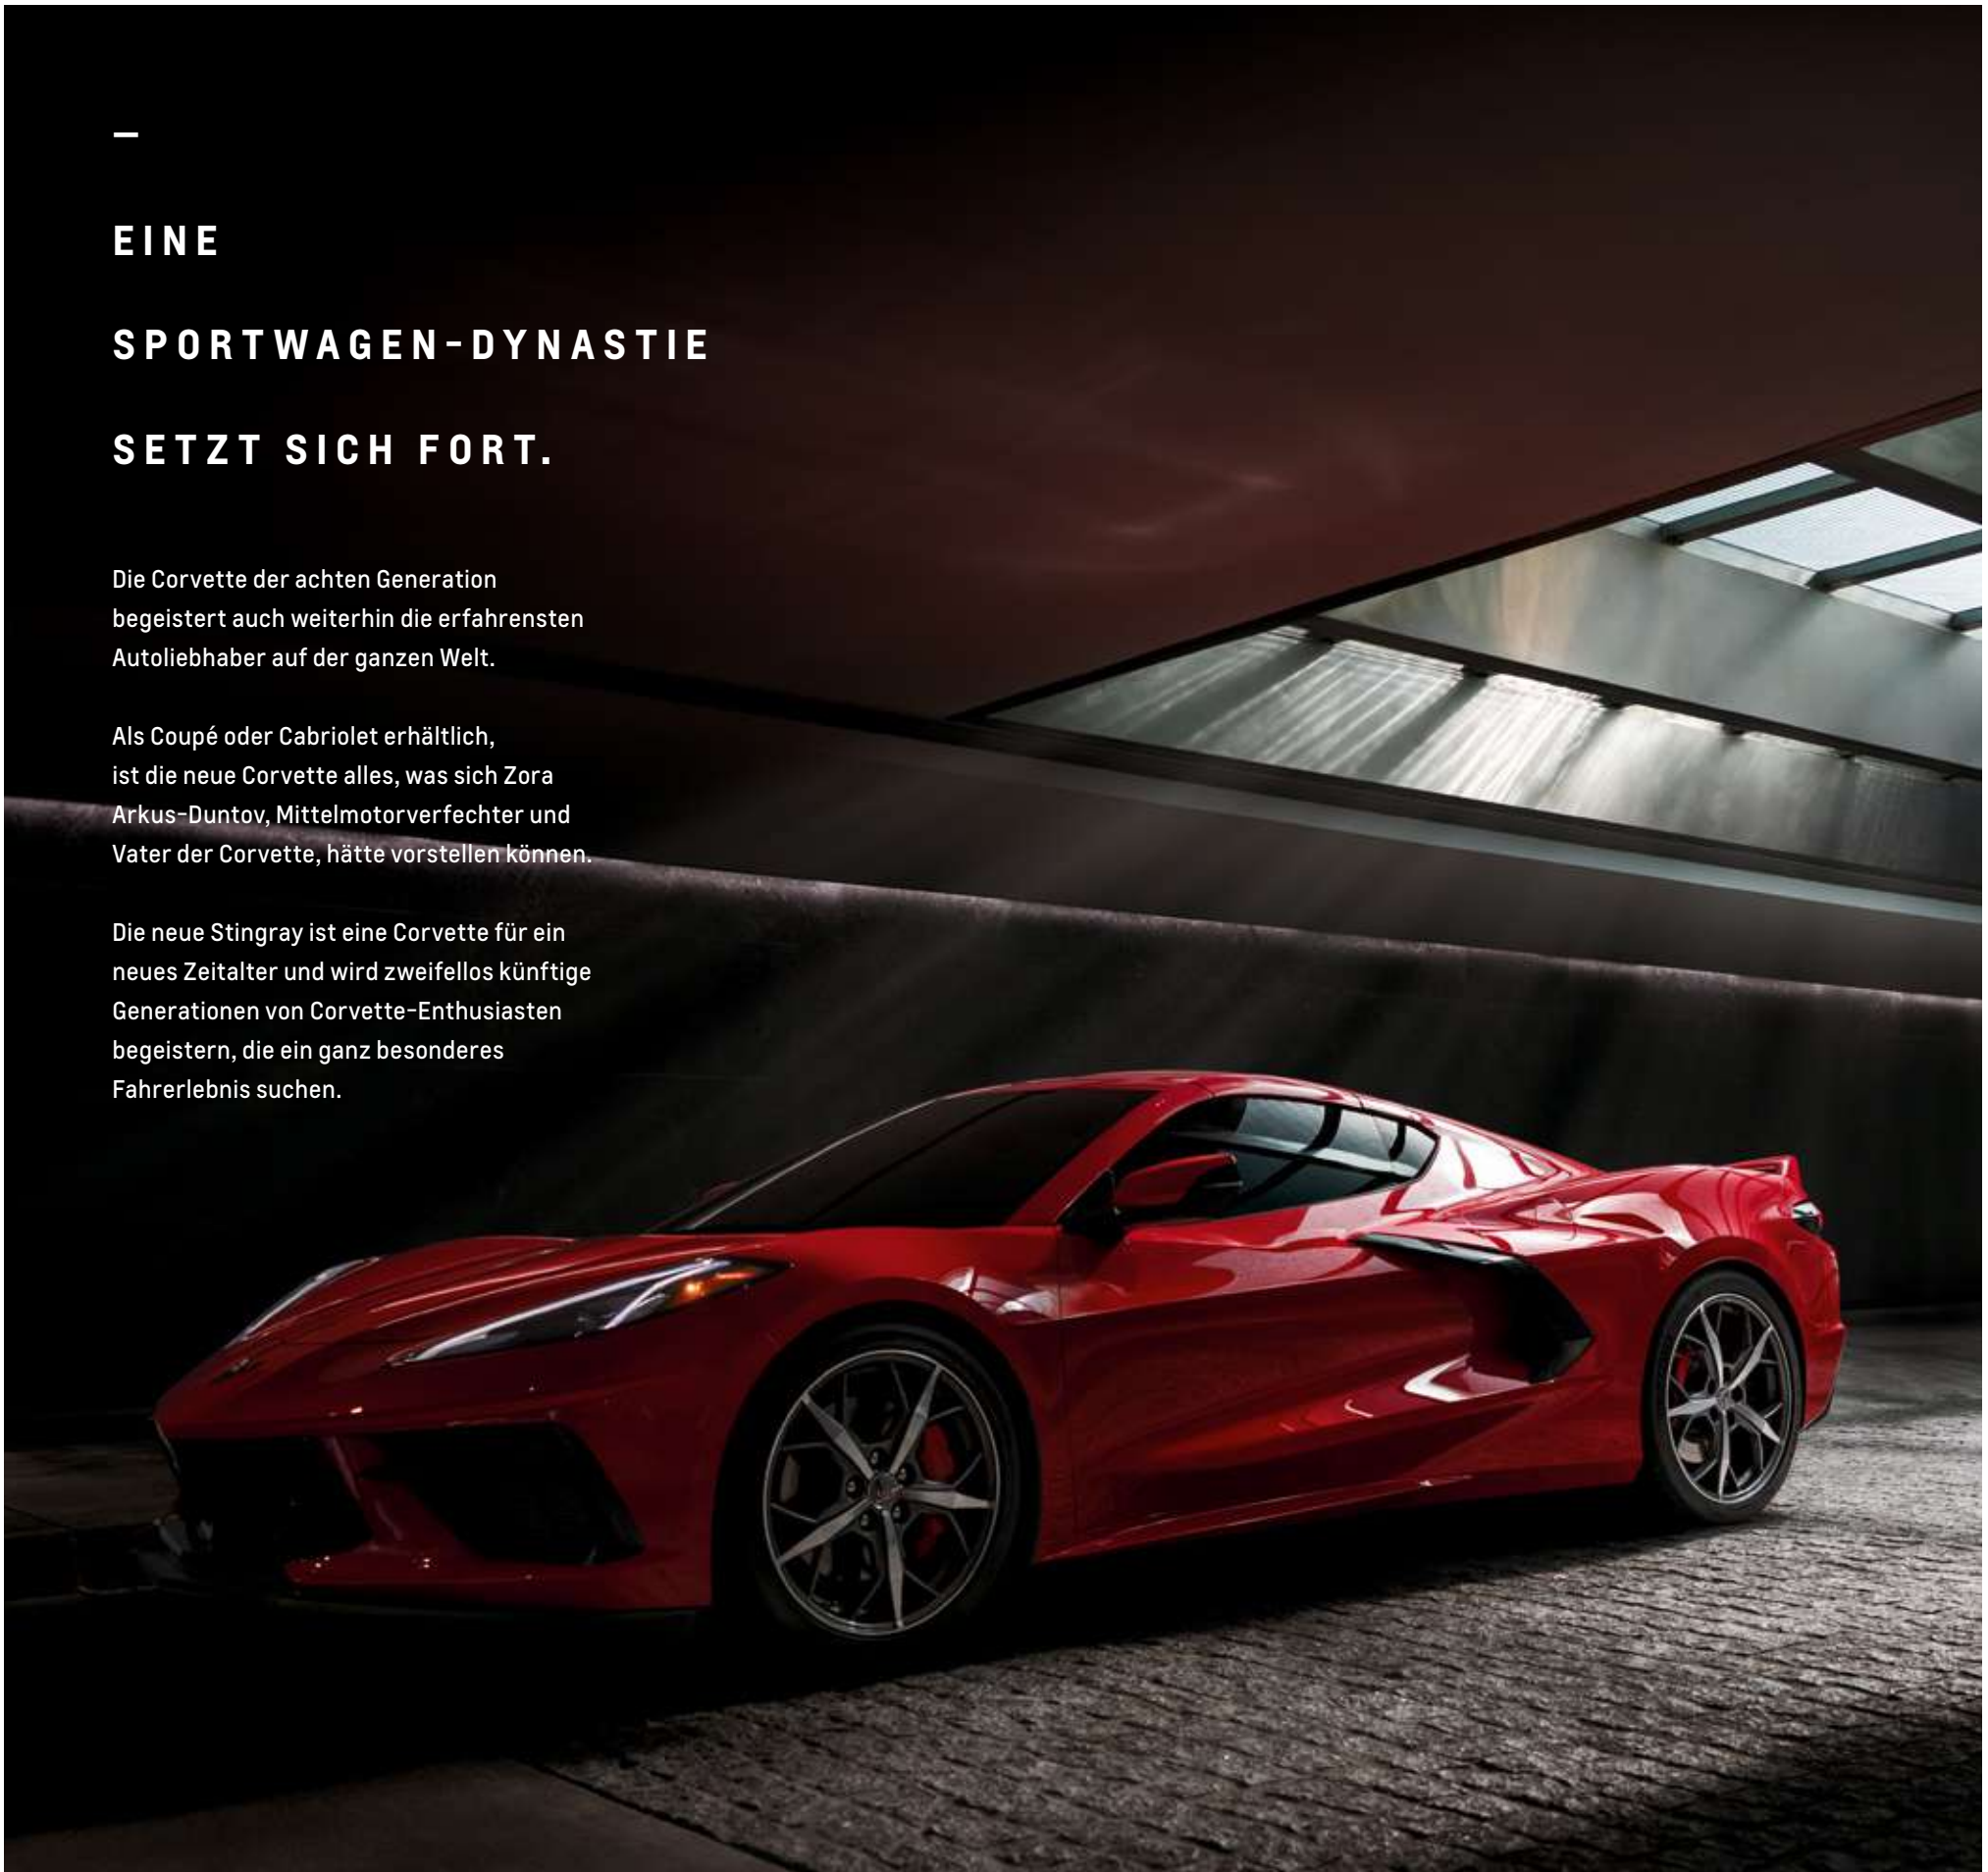 –
EINE
SPORTWAGEN-DYNASTIE
SETZT SICH FORT.
Die Corvette der achten Generation
begeistert auch weiterhin die erfahrensten
Autoliebhaber auf der ganzen Welt.
Als Coupé oder Cabriolet erhältlich,
ist die neue Corvette alles, was sich Zora
Arkus-Duntov, Mittelmotorverfechter und
Vater der Corvette, hätte vorstellen können.
Die neue Stingray ist eine Corvette für ein
neues Zeitalter und wird zweifellos künftige
Generationen von Corvette-Enthusiasten
begeistern, die ein ganz besonderes
Fahrerlebnis suchen.